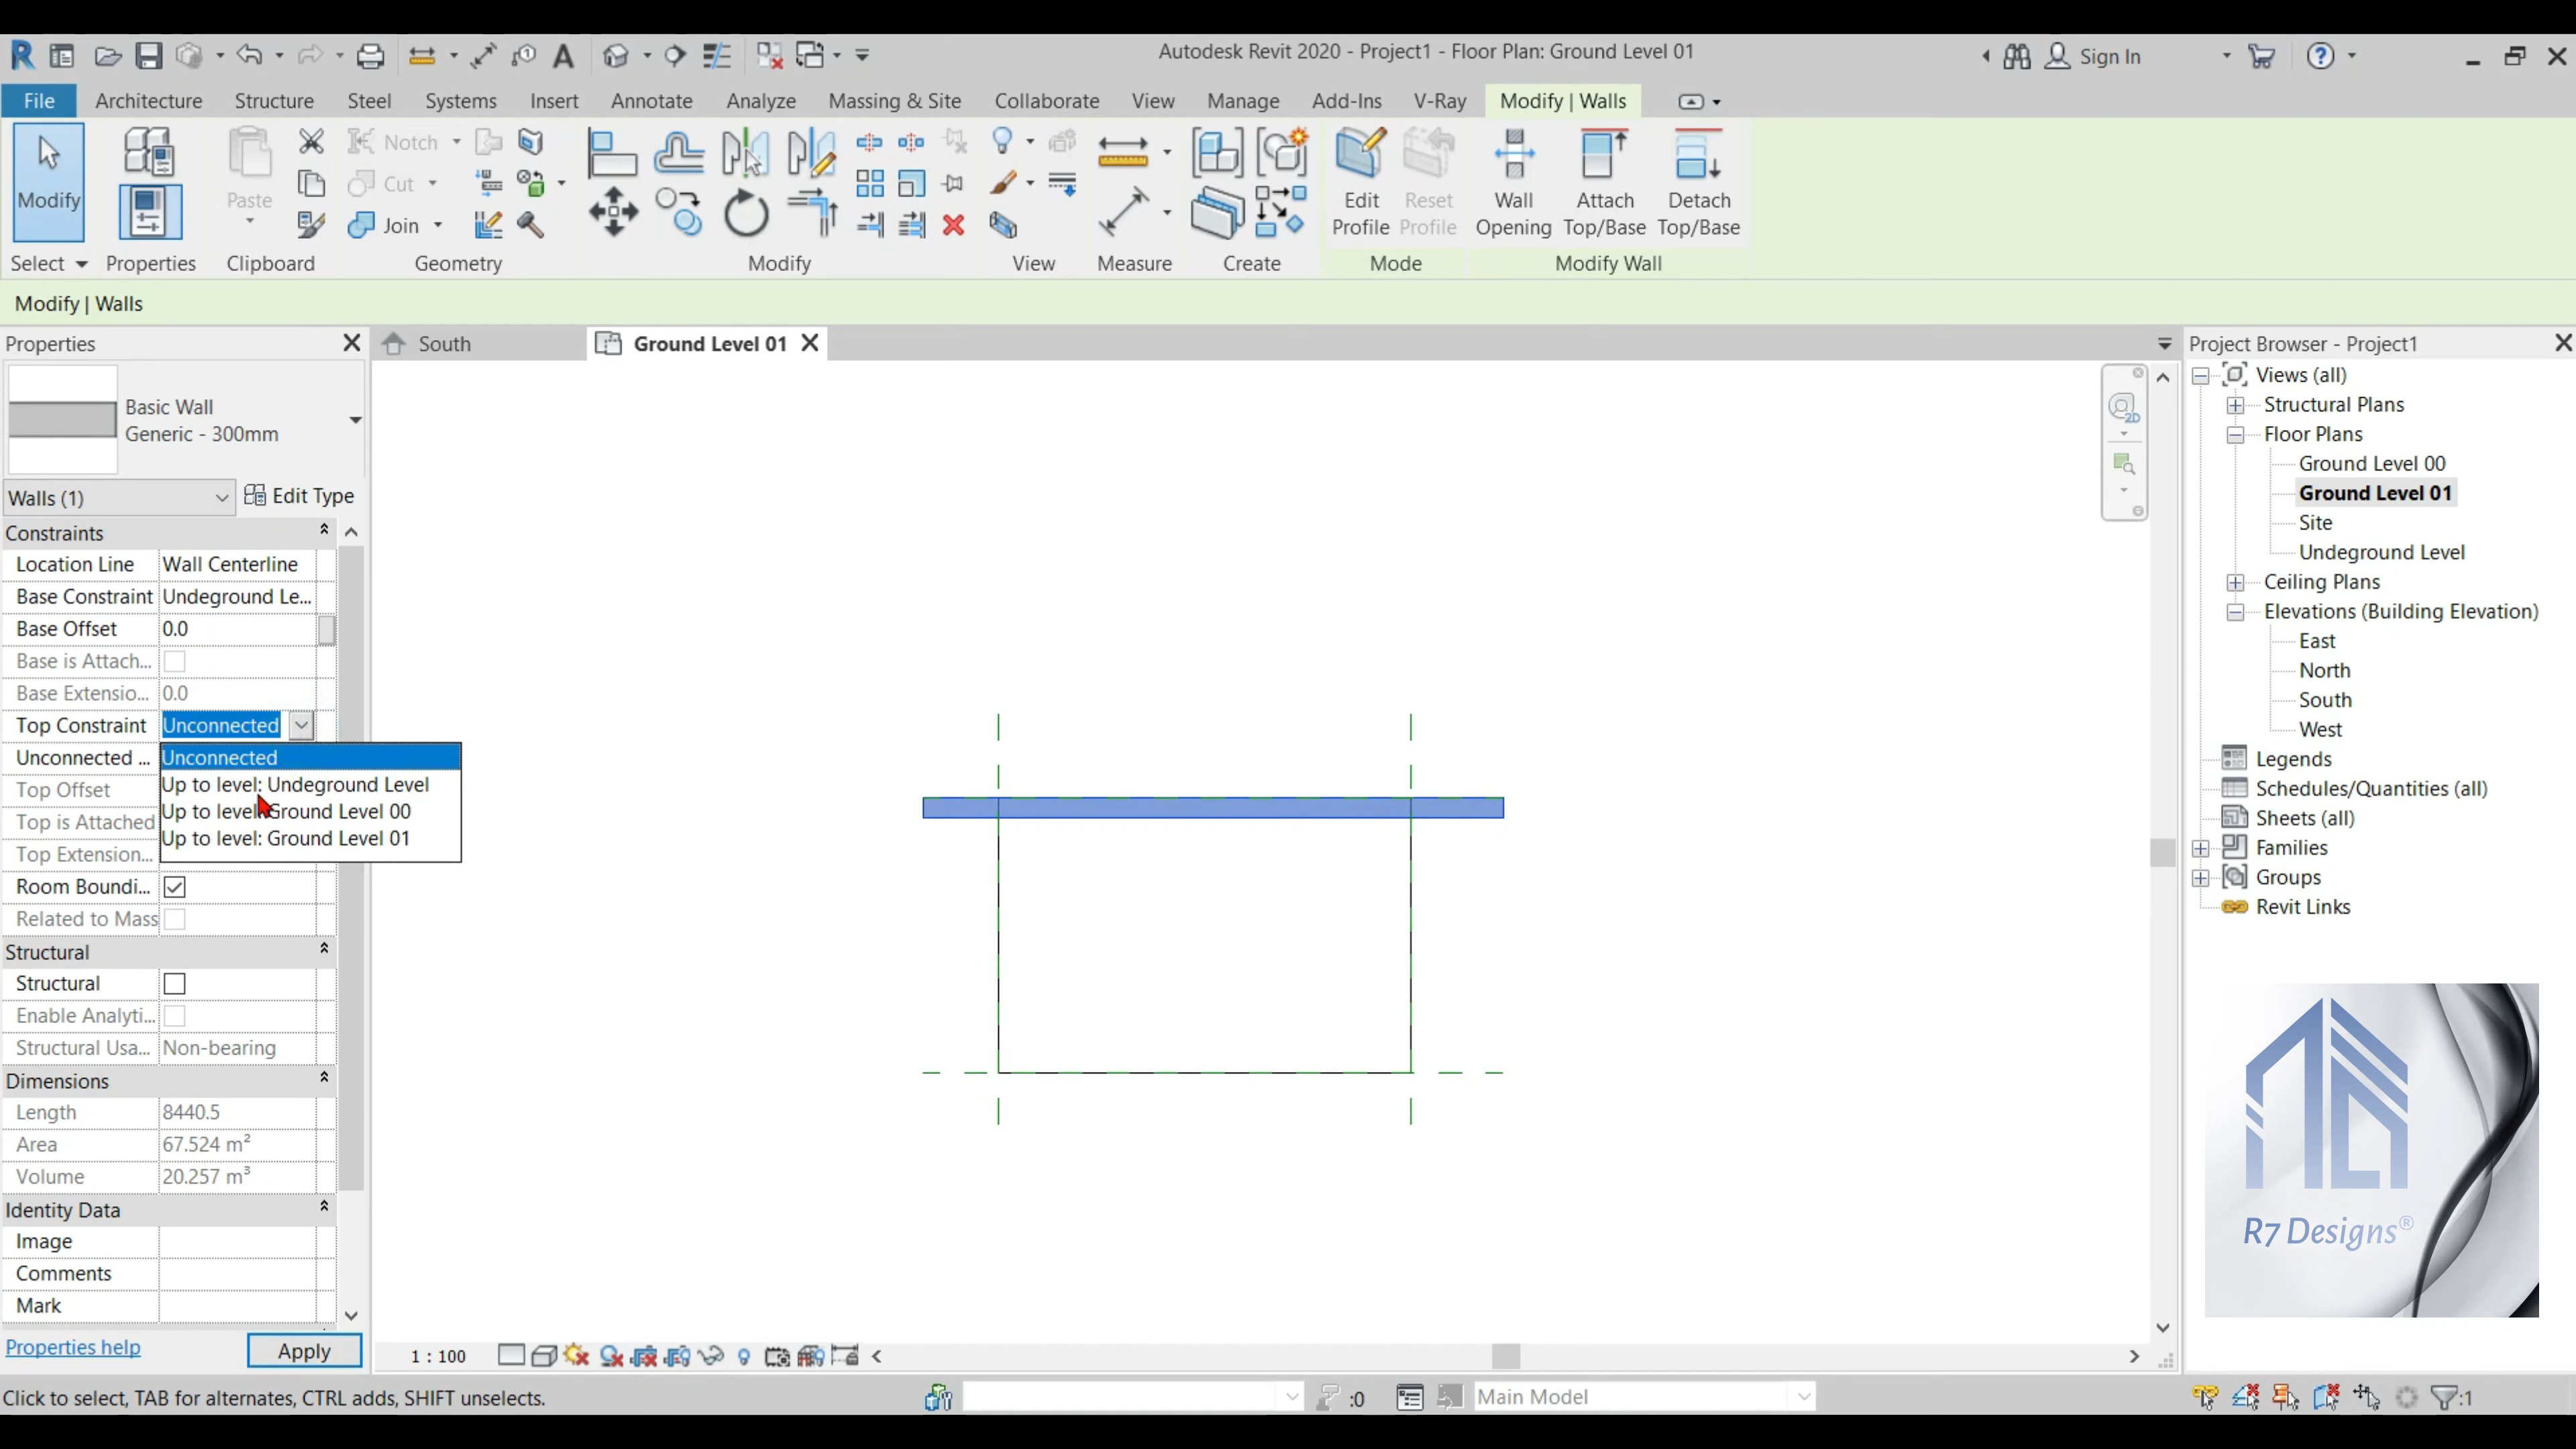 Autodesk Revit 2020 - Project1 - Floor Plan: Ground Level 01
Sign In
File Architecture Structure Steel Systems Insert Annotate Analyze Massing & Site Collaborate View Manage Add-Ins V-Ray Modify | Walls
Modify
Paste
Notch
Cut
Join
Edit Profile
Reset Profile
Wall Opening
Attach Top/Base
Detach Top/Base
Select Properties Clipboard Geometry Modify View Measure Create Mode Modify Wall
Modify | Walls
Properties
Basic Wall
Generic - 300mm
Walls (1) Edit Type
Constraints
Location Line Wall Centerline
Base Constraint Undeground Le...
Base Offset 0.0
Base is Attach...
Base Extensio... 0.0
Top Constraint Unconnected
Unconnected ...
Unconnected
Up to level: Undeground Level
Top Offset
Up to level: Ground Level 00
Top is Attached
Up to level: Ground Level 01
Top Extension...
Room Boundi...
Related to Mass
Structural
Structural
Enable Analyti...
Structural Usa... Non-bearing
Dimensions
Length 8440.5
Area 67.524 m²
Volume 20.257 m³
Identity Data
Image
Comments
Mark
Properties help Apply
South
Ground Level 01
2D
1 : 100
Project Browser - Project1
Views (all)
Structural Plans
Floor Plans
Ground Level 00
Ground Level 01
Site
Undeground Level
Ceiling Plans
Elevations (Building Elevation)
East
North
South
West
Legends
Schedules/Quantities (all)
Sheets (all)
Families
Groups
Revit Links
R7 Designs®
Click to select, TAB for alternates, CTRL adds, SHIFT unselects.
:0
Main Model
:1